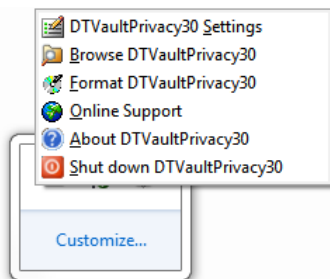 DTVaultPrivacy30 Settings
Browse DTVaultPrivacy30
Format DTVaultPrivacy30
Online Support
About DTVaultPrivacy30
Shut down DTVaultPrivacy30
Customize...